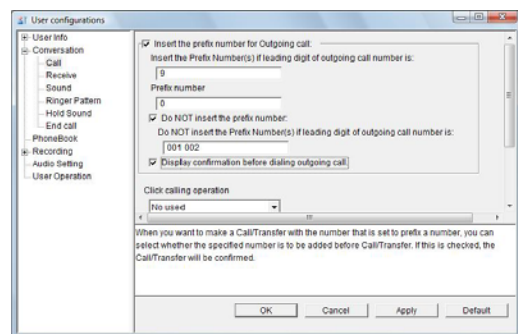 User configurations
User Info
Conversation
Call
Receive
Sound
Ringer Pattern
Hold Sound
End call
PhoneBook
Recording
Audio Setting
User Operation
Insert the prefix number for Outgoing call:
Insert the Prefix Number(s) if leading digit of outgoing call number is:
9
Prefix number
0
Do NOT insert the prefix number:
Do NOT insert the Prefix Number(s) if leading digit of outgoing call number is:
001 002
Display confirmation before dialing outgoing call.
Click calling operation
No used
When you want to make a Call/Transfer with the number that is set to prefix a number, you can
select whether the specified number is to be added before Call/Transfer. If this is checked, the
Call/Transfer will be confirmed.
OK Cancel Apply Default